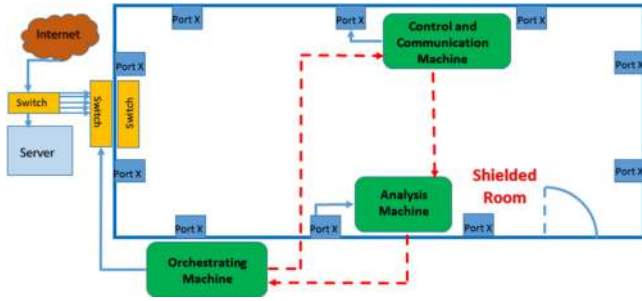 Port X
Port X
Port X
Control and
Communication
Machine
Internet
Port X
Port X
Switch
Switch
Switch
Server
Port X
Port X
Analysis
Machine
Shielded
Room
Port X
Port X
Port X
Orchestrating
Machine